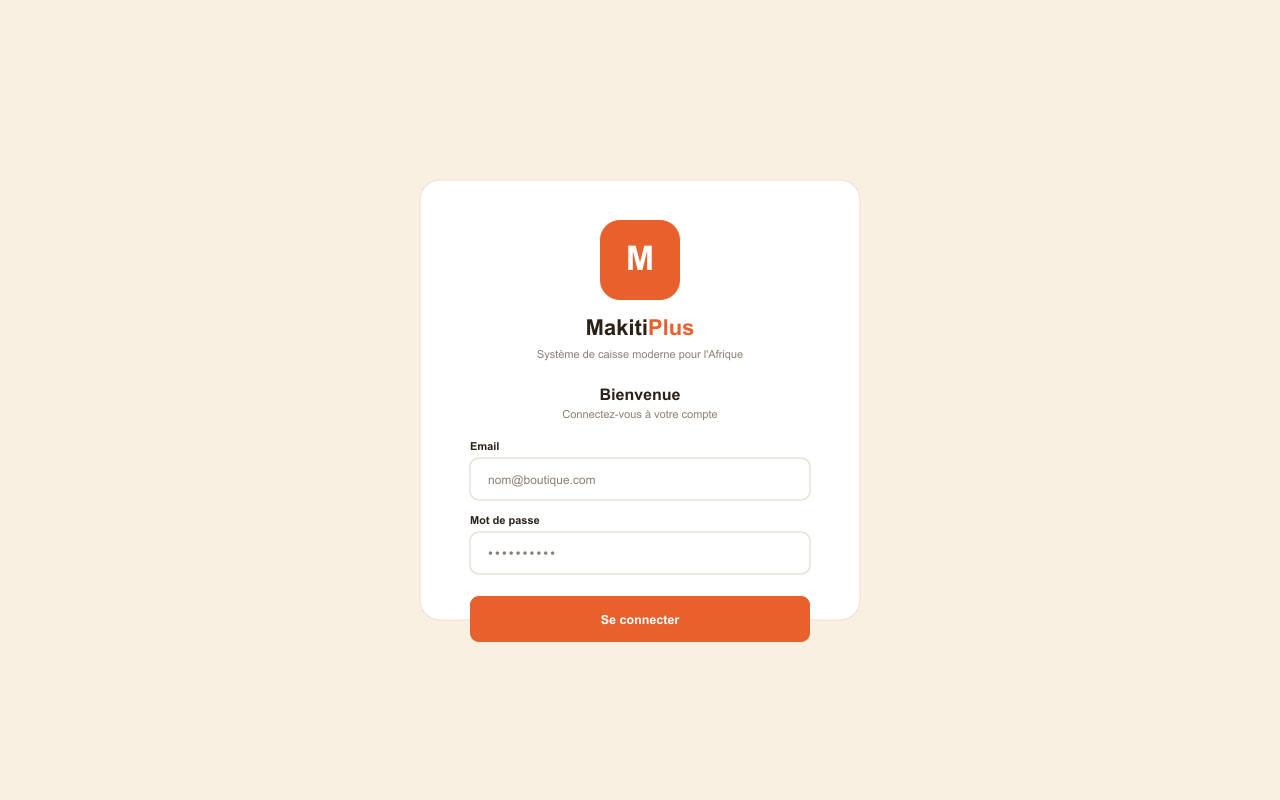 M
MakitiPlus
Système de caisse moderne pour l'Afrique
Bienvenue
Connectez-vous à votre compte
Email
nom@boutique.com
Mot de passe
••••••••••
Se connecter